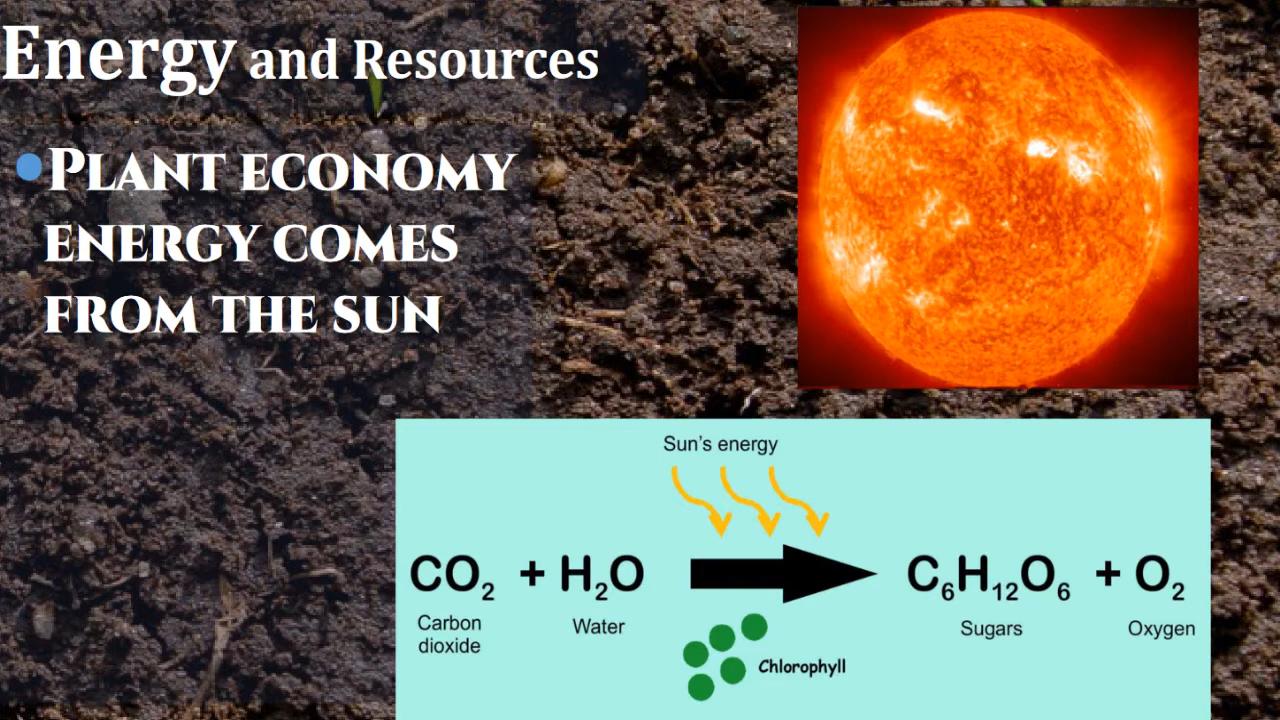 Energy and Resources
• PLANT ECONOMY
ENERGY COMES
FROM THE SUN
Sun's energy
CO₂ + H₂O C₆H₁₂O₆ + O₂
Carbon dioxide Water Sugars Oxygen
Chlorophyll